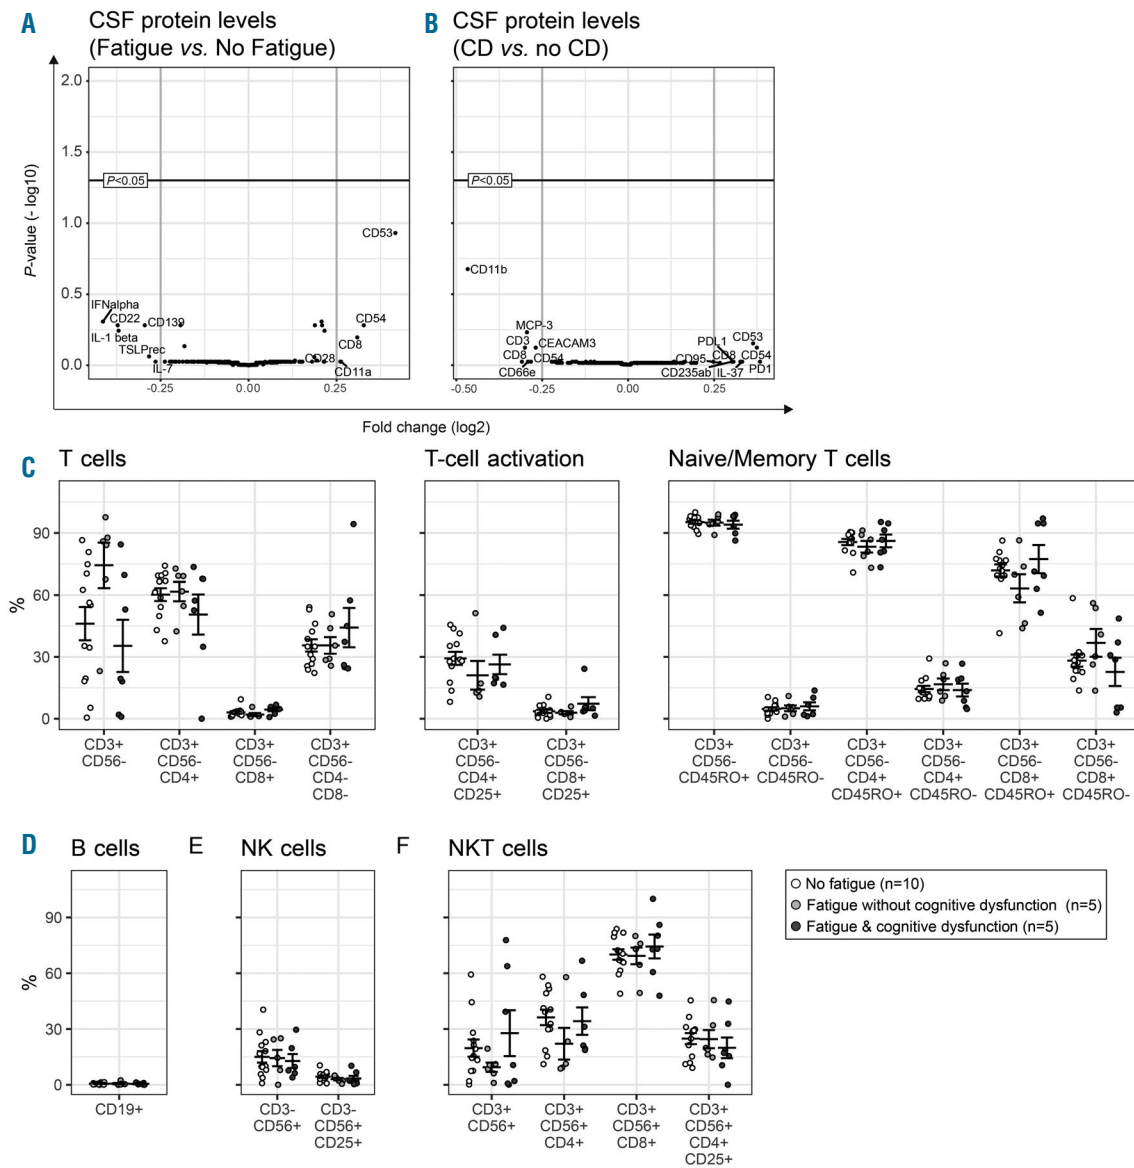 A
CSF protein levels
(Fatigue vs. No Fatigue)
B
CSF protein levels
(CD vs. no CD)
P-value (- log10)
2.0
1.5
1.0
0.5
0.0
P<0.05
CD53
IFNalpha
CD22
CD139
IL-1 beta
TSLPrec
IL-7
CD54
CD8
CD28
CD11a
-0.25
0.00
0.25
P<0.05
CD11b
MCP-3
CD3
CEACAM3
CD8
CD54
CD66e
PDL1
CD53
CD95
CD8
CD54
CD235ab
IL-37
PD1
-0.50
-0.25
0.00
0.25
Fold change (log2)
C
T cells
T-cell activation
Naive/Memory T cells
%
90
60
30
0
CD3+
CD56-
CD3+
CD56-
CD4+
CD3+
CD56-
CD8+
CD3+
CD56-
CD4-
CD8-
CD3+
CD56-
CD4+
CD25+
CD3+
CD56-
CD8+
CD25+
CD3+
CD56-
CD45RO+
CD3+
CD56-
CD45RO-
CD3+
CD56-
CD4+
CD45RO+
CD3+
CD56-
CD4+
CD45RO-
CD3+
CD56-
CD8+
CD45RO+
CD3+
CD56-
CD8+
CD45RO-
D
B cells
E
NK cells
F
NKT cells
%
90
60
30
0
CD19+
CD3-
CD56+
CD3-
CD56+
CD25+
CD3+
CD56+
CD3+
CD56+
CD4+
CD3+
CD56+
CD8+
CD3+
CD56+
CD4+
CD25+
No fatigue (n=10)
Fatigue without cognitive dysfunction (n=5)
Fatigue & cognitive dysfunction (n=5)